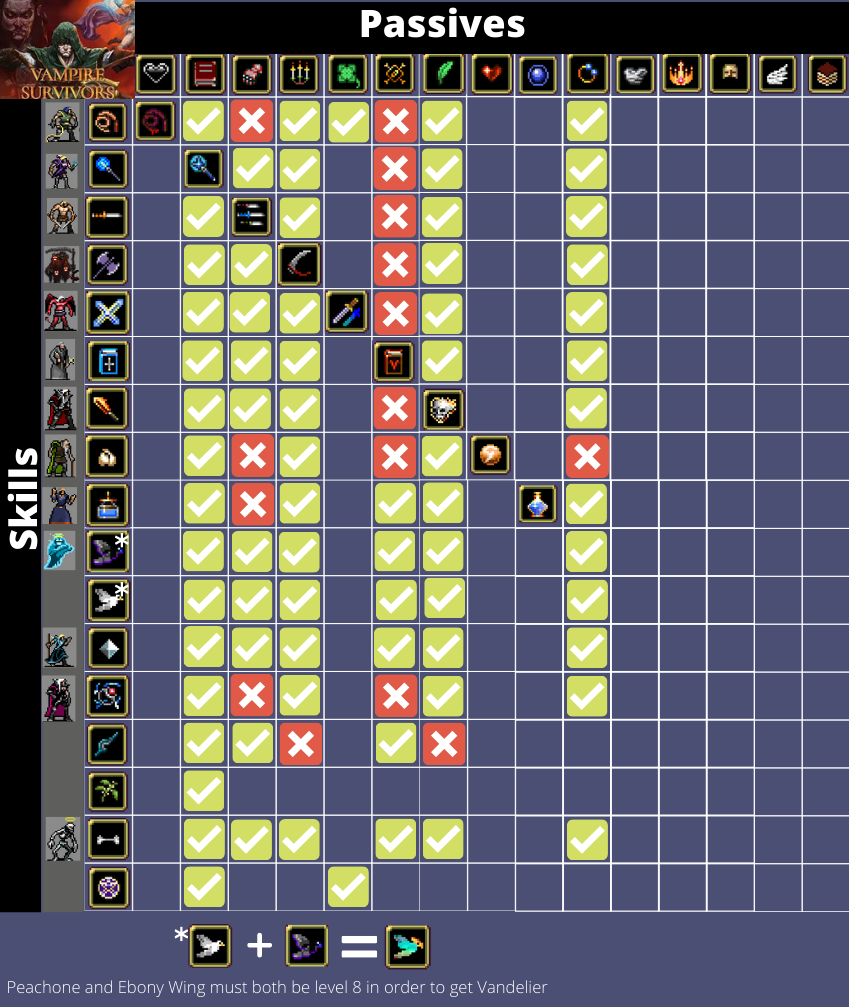 Passives
VAMPIRE
SURVIVORS
Skills
*
*
* + =
Peachone and Ebony Wing must both be level 8 in order to get Vandelier